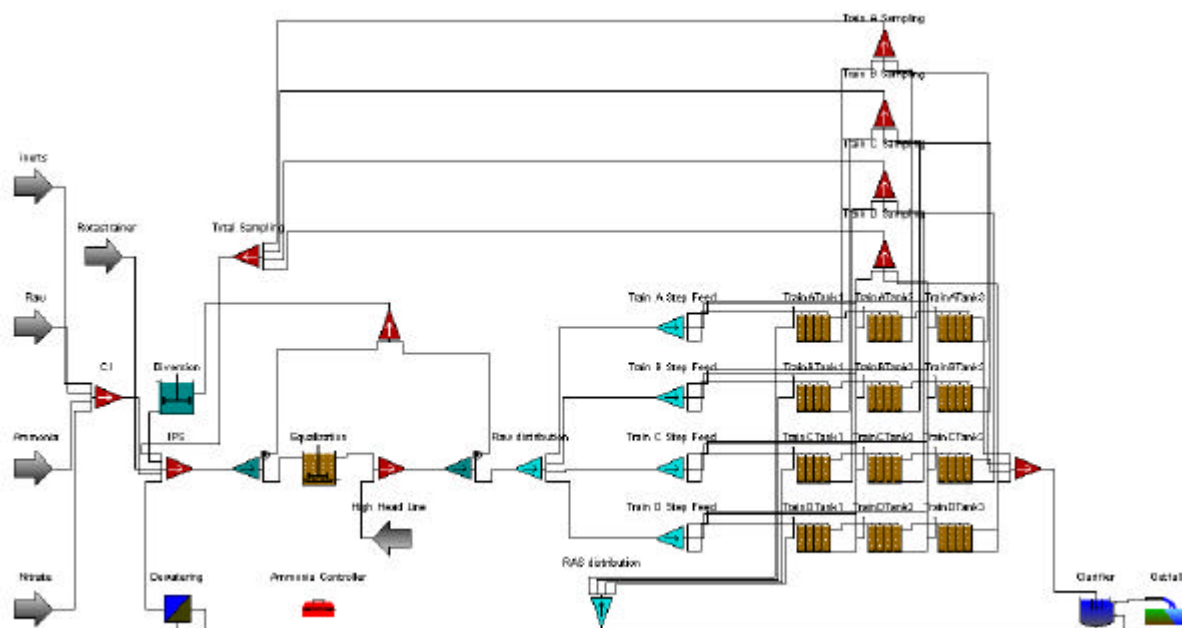 Train A Sampling
Train B Sampling
Train C Sampling
Inerts
Train D Sampling
Rotastrainer
Total Sampling
Raw
Train A Step Feed
TrainATank1
TrainATank2
TrainATank3
C1
Diversion
Train B Step Feed
TrainBTank1
TrainBTank2
TrainBTank3
Ammonia
IPS
Equalization
Raw distribution
Train C Step Feed
TrainCTank1
TrainCTank2
TrainCTank3
High Head Line
Train D Step Feed
TrainDTank1
TrainDTank2
TrainDTank3
RAS distribution
Nitrate
Dewatering
Ammonia Controller
Clarifier